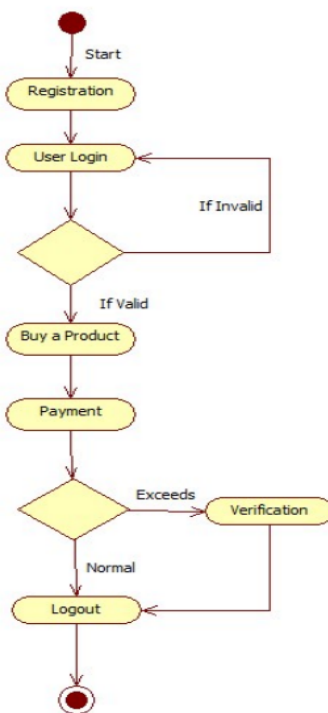 Start
Registration
User Login
If Invalid
If Valid
Buy a Product
Payment
Exceeds
Verification
Normal
Logout